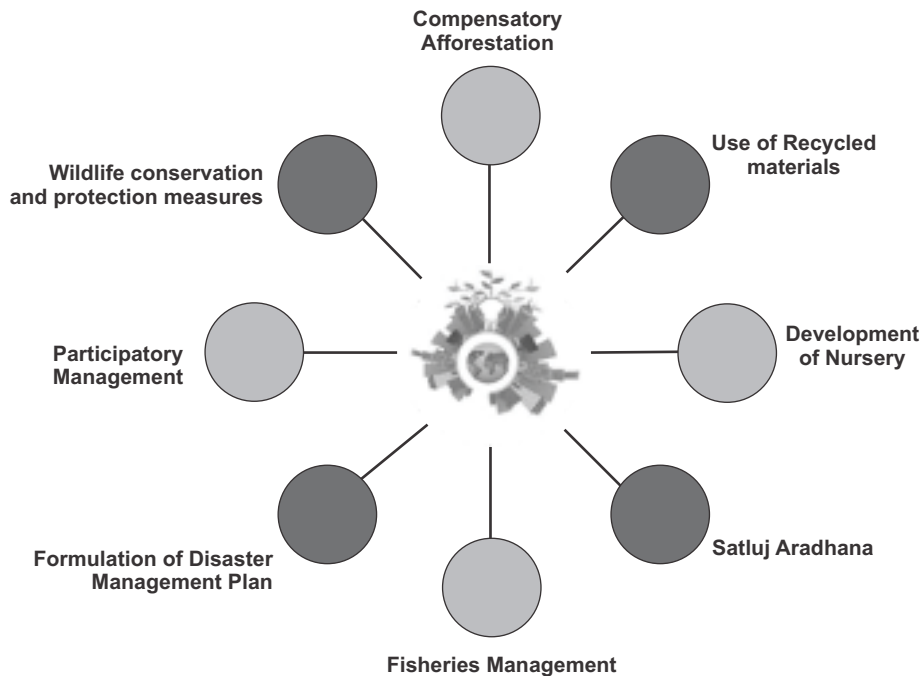 Compensatory
Afforestation
Use of Recycled
materials
Wildlife conservation
and protection measures
Development
of Nursery
Participatory
Management
Satluj Aradhana
Formulation of Disaster
Management Plan
Fisheries Management